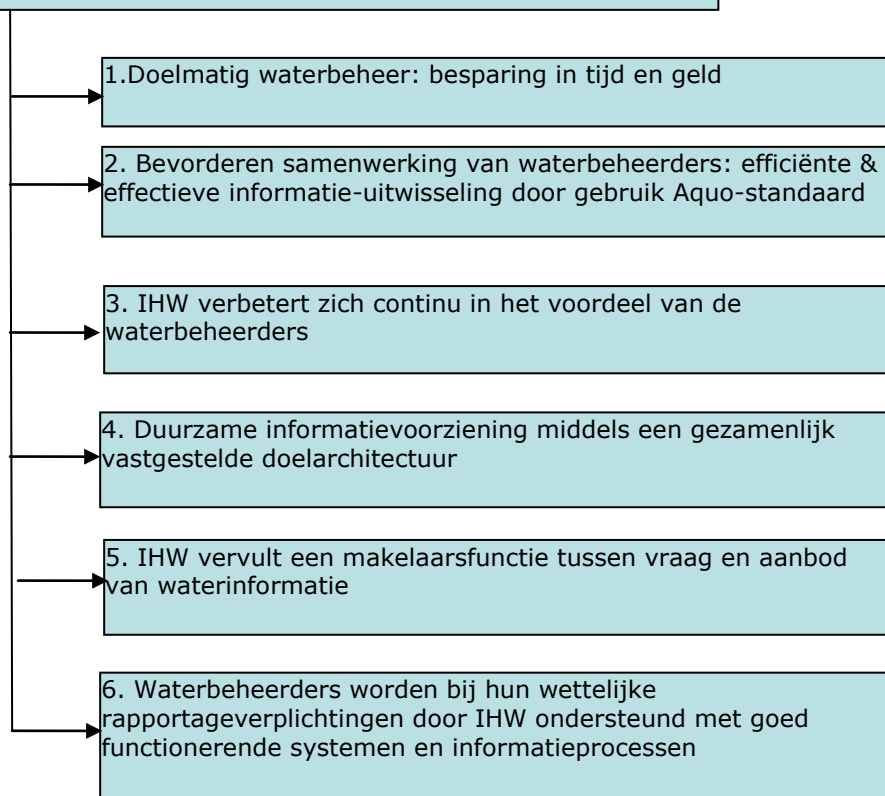 1.Doelmatig waterbeheer: besparing in tijd en geld
2. Bevorderen samenwerking van waterbeheerders: efficiënte &
effectieve informatie-uitwisseling door gebruik Aquo-standaard
3. IHW verbetert zich continu in het voordeel van de
waterbeheerders
4. Duurzame informatievoorziening middels een gezamenlijk
vastgestelde doelarchitectuur
5. IHW vervult een makelaarsfunctie tussen vraag en aanbod
van waterinformatie
6. Waterbeheerders worden bij hun wettelijke
rapportageverplichtingen door IHW ondersteund met goed
functionerende systemen en informatieprocessen